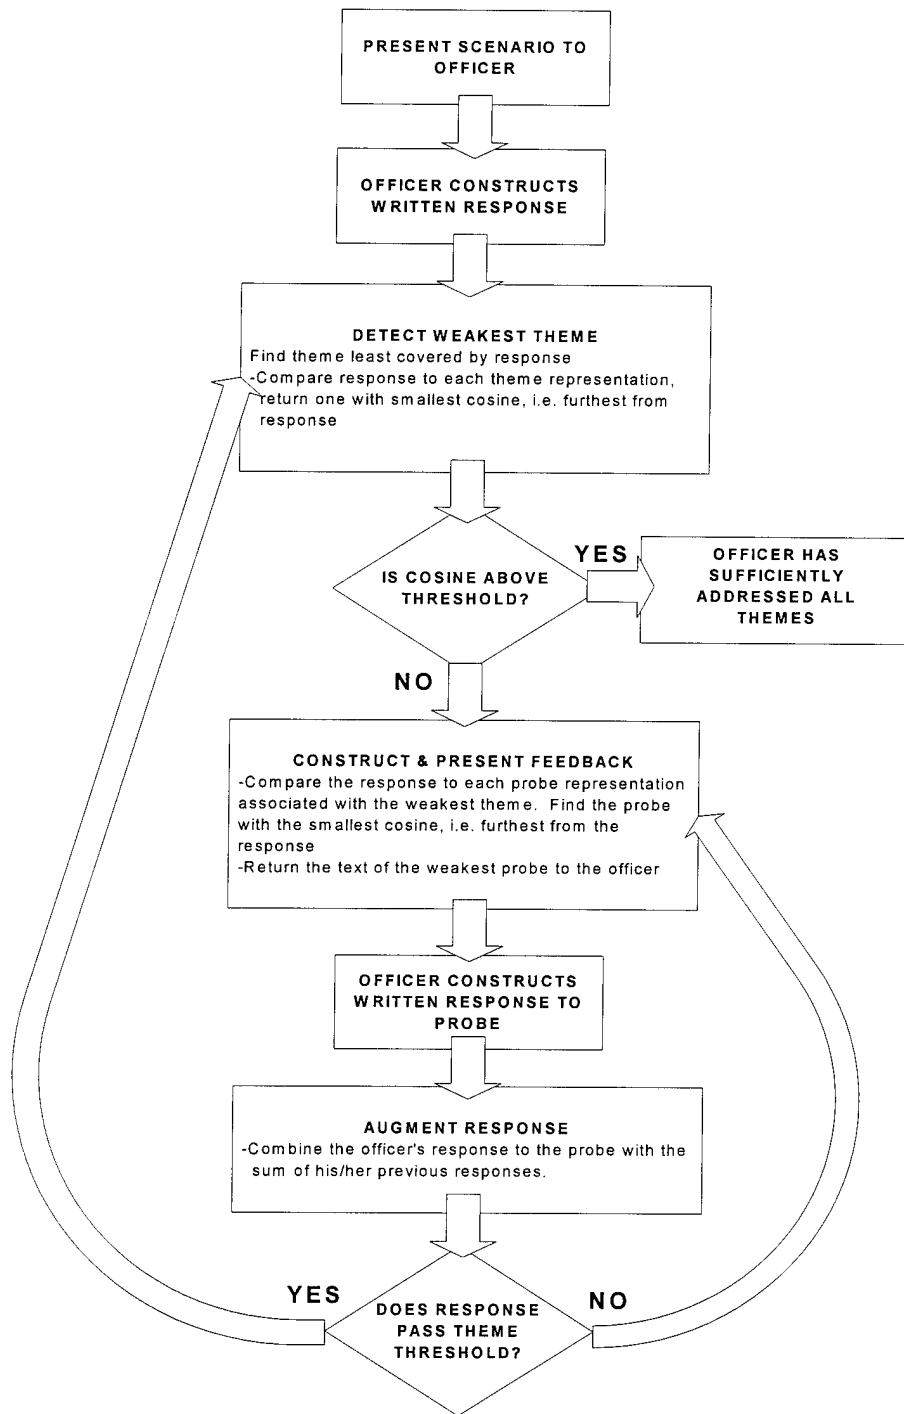 PRESENT SCENARIO TO
OFFICER
OFFICER CONSTRUCTS
WRITTEN RESPONSE
DETECT WEAKEST THEME
Find theme least covered by response
-Compare response to each theme representation,
return one with smallest cosine, i.e. furthest from
response
IS COSINE ABOVE
THRESHOLD?
YES
OFFICER HAS
SUFFICIENTLY
ADDRESSED ALL
THEMES
NO
CONSTRUCT & PRESENT FEEDBACK
-Compare the response to each probe representation
associated with the weakest theme. Find the probe
with the smallest cosine, i.e. furthest from the
response
-Return the text of the weakest probe to the officer
OFFICER CONSTRUCTS
WRITTEN RESPONSE TO
PROBE
AUGMENT RESPONSE
-Combine the officer's response to the probe with the
sum of his/her previous responses.
YES
DOES RESPONSE
PASS THEME
THRESHOLD?
NO